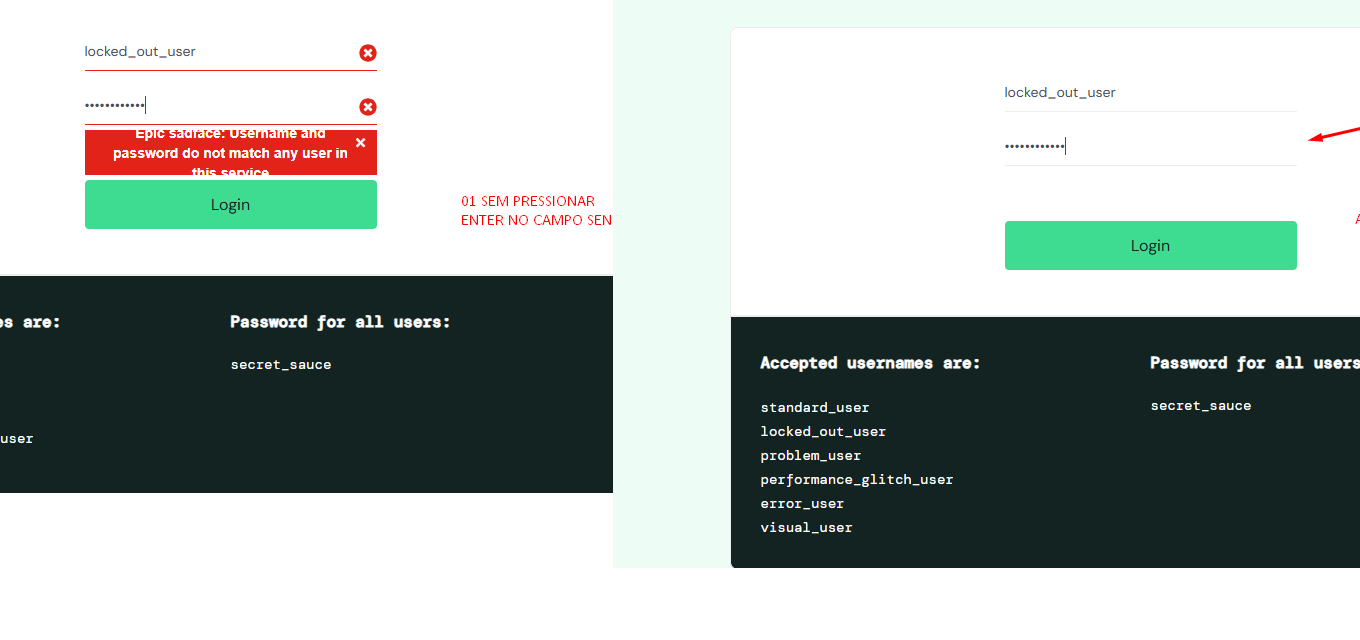 locked_out_user
••••••••••••
Epic sadface: Username and
password do not match any user in
this service
Login
01 SEM PRESSIONAR
ENTER NO CAMPO SEN
es are:
Password for all users:
secret_sauce
user
locked_out_user
••••••••••••
Login
A
Accepted usernames are:
standard_user
locked_out_user
problem_user
performance_glitch_user
error_user
visual_user
Password for all users
secret_sauce